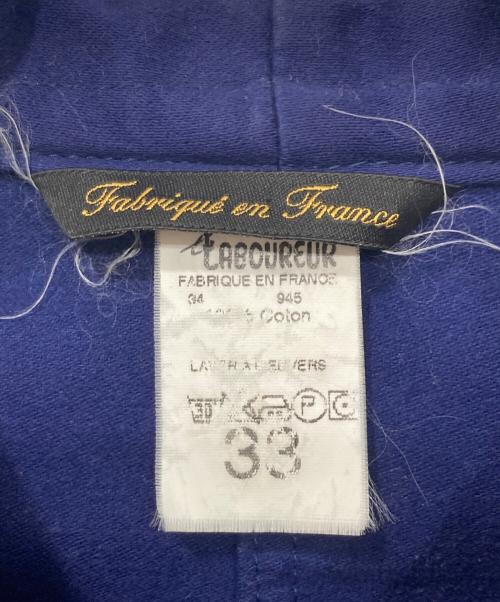 Fabriqué en France
LABOUREUR
FABRIQUE EN FRANCE
34 945
Coton
33